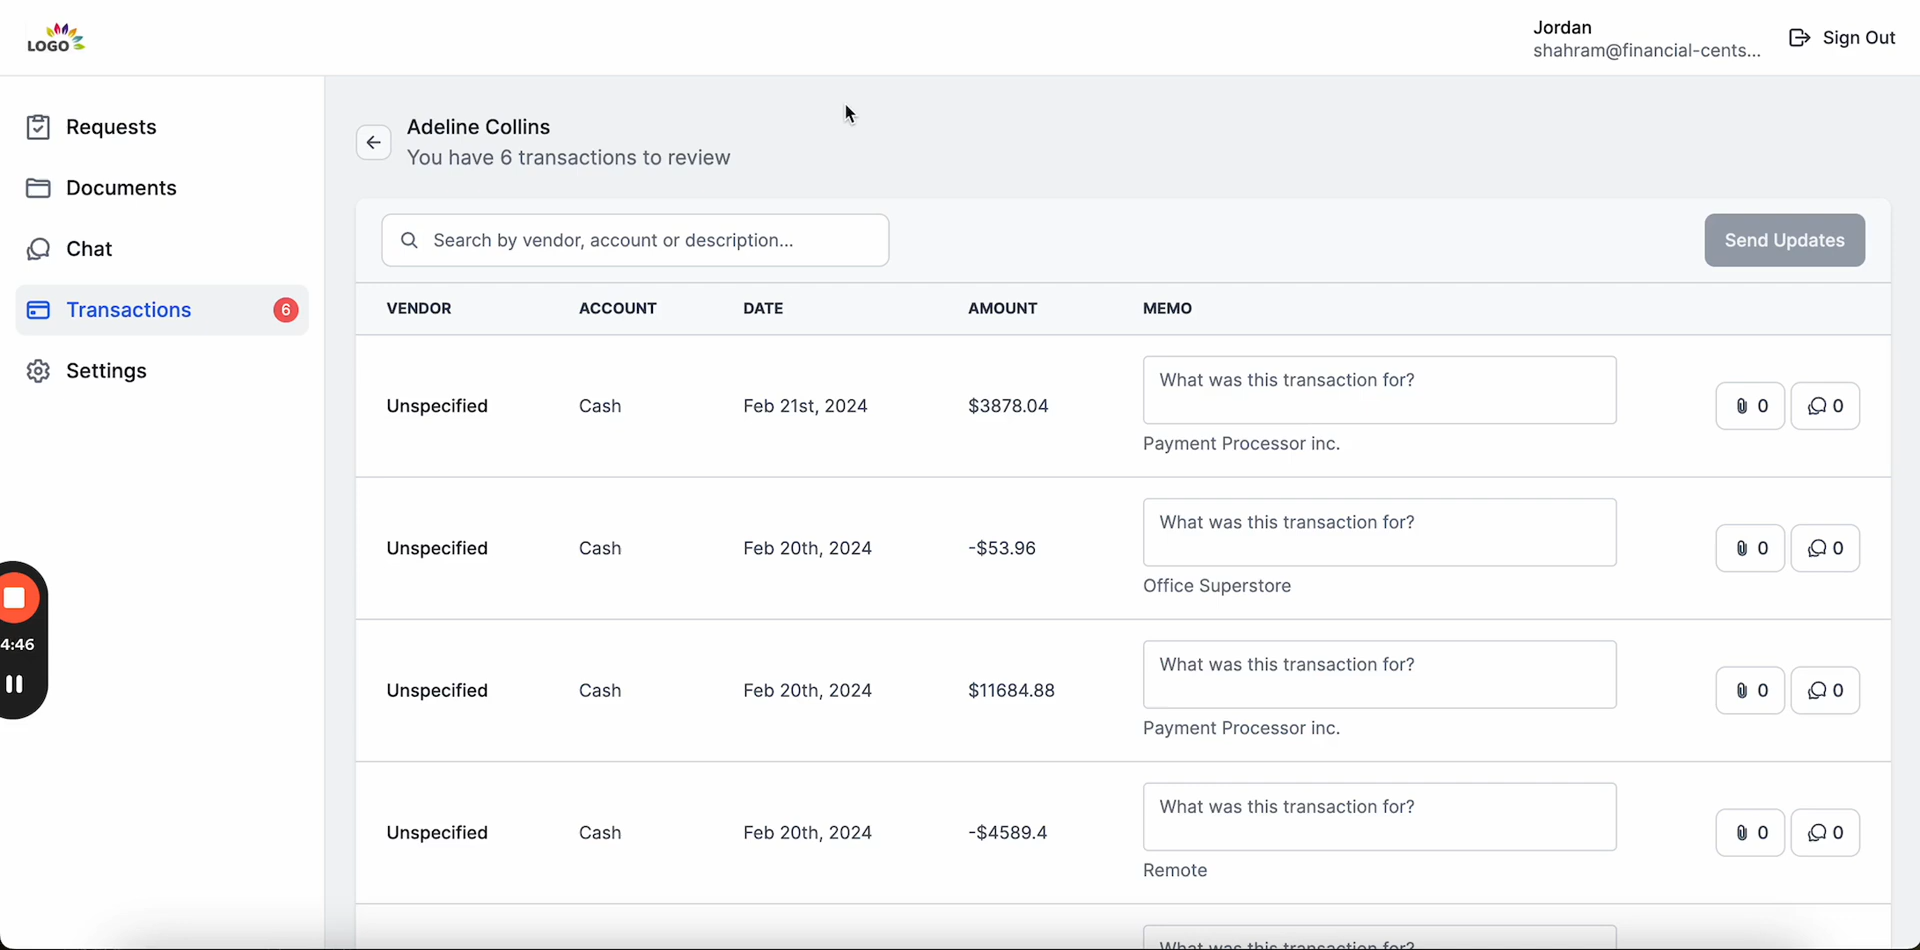 LOGO
Jordan
shahram@financial-cents...
Sign Out
Requests
Documents
Chat
Transactions 6
Settings
4:46
Adeline Collins
You have 6 transactions to review
Search by vendor, account or description...
Send Updates
VENDOR ACCOUNT DATE AMOUNT MEMO
What was this transaction for?
Unspecified Cash Feb 21st, 2024 $3878.04 0 0
Payment Processor inc.
What was this transaction for?
Unspecified Cash Feb 20th, 2024 -$53.96 0 0
Office Superstore
What was this transaction for?
Unspecified Cash Feb 20th, 2024 $11684.88 0 0
Payment Processor inc.
What was this transaction for?
Unspecified Cash Feb 20th, 2024 -$4589.4 0 0
Remote
What was this transaction for?